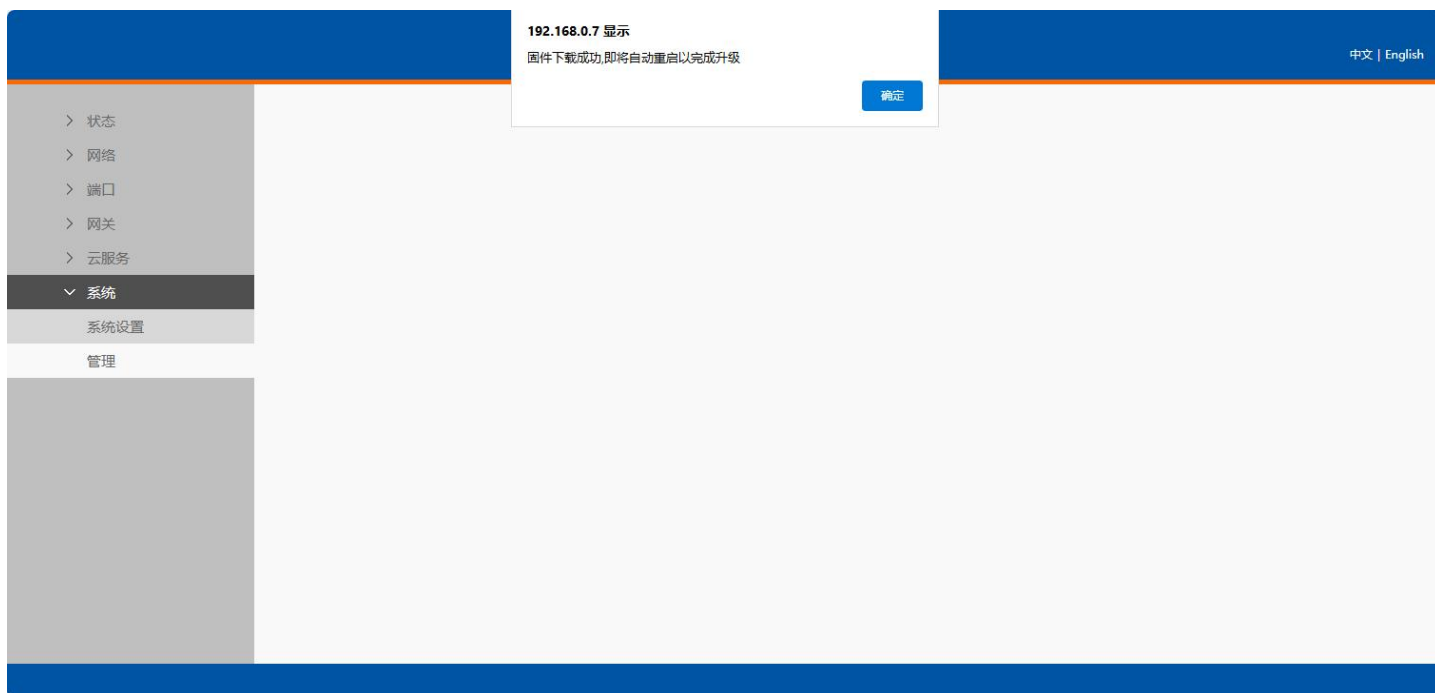 192.168.0.7 显示
固件下载成功,即将自动重启以完成升级
确定
中文 | English
状态
网络
端口
网关
云服务
系统
系统设置
管理